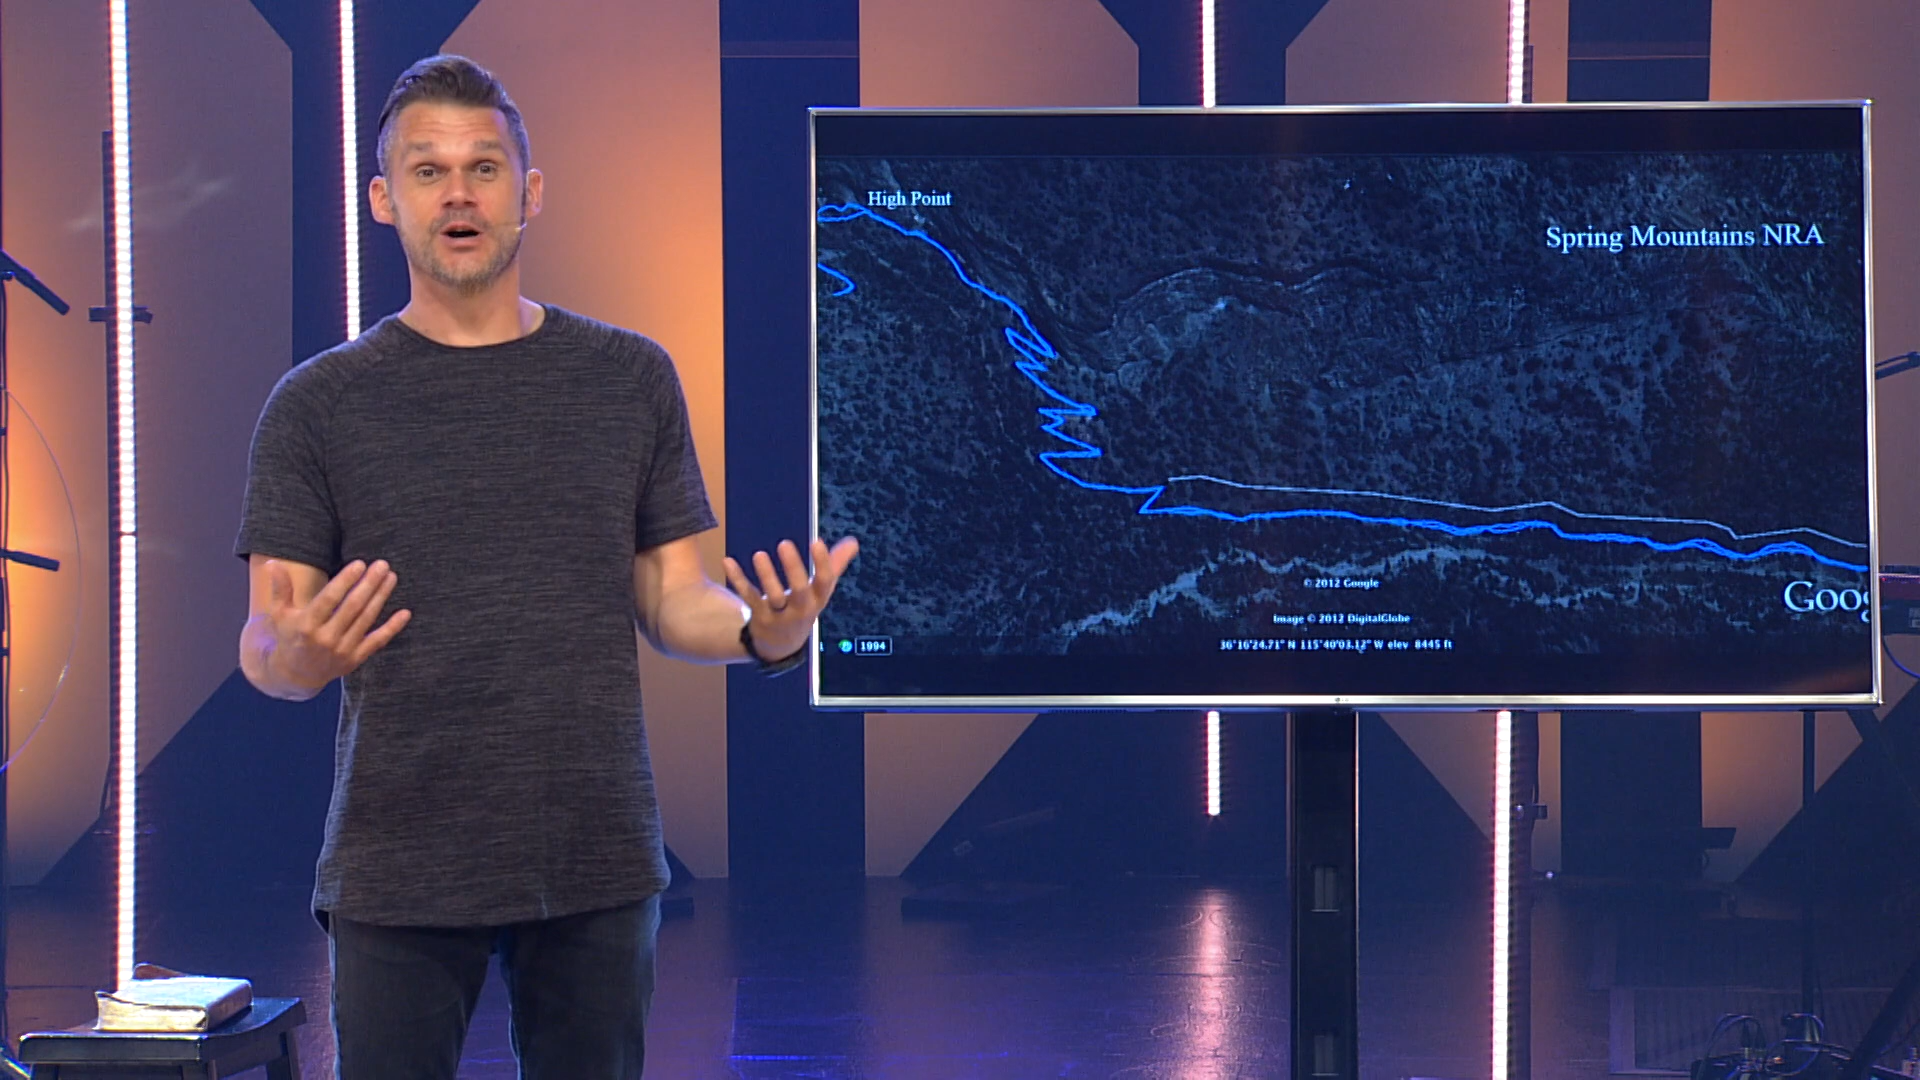 High Point
Spring Mountains NRA
© 2012 Google
Goog
Image © 2012 DigitalGlobe
1994
36°16'24.71" N 115°40'03.12" W elev 8445 ft